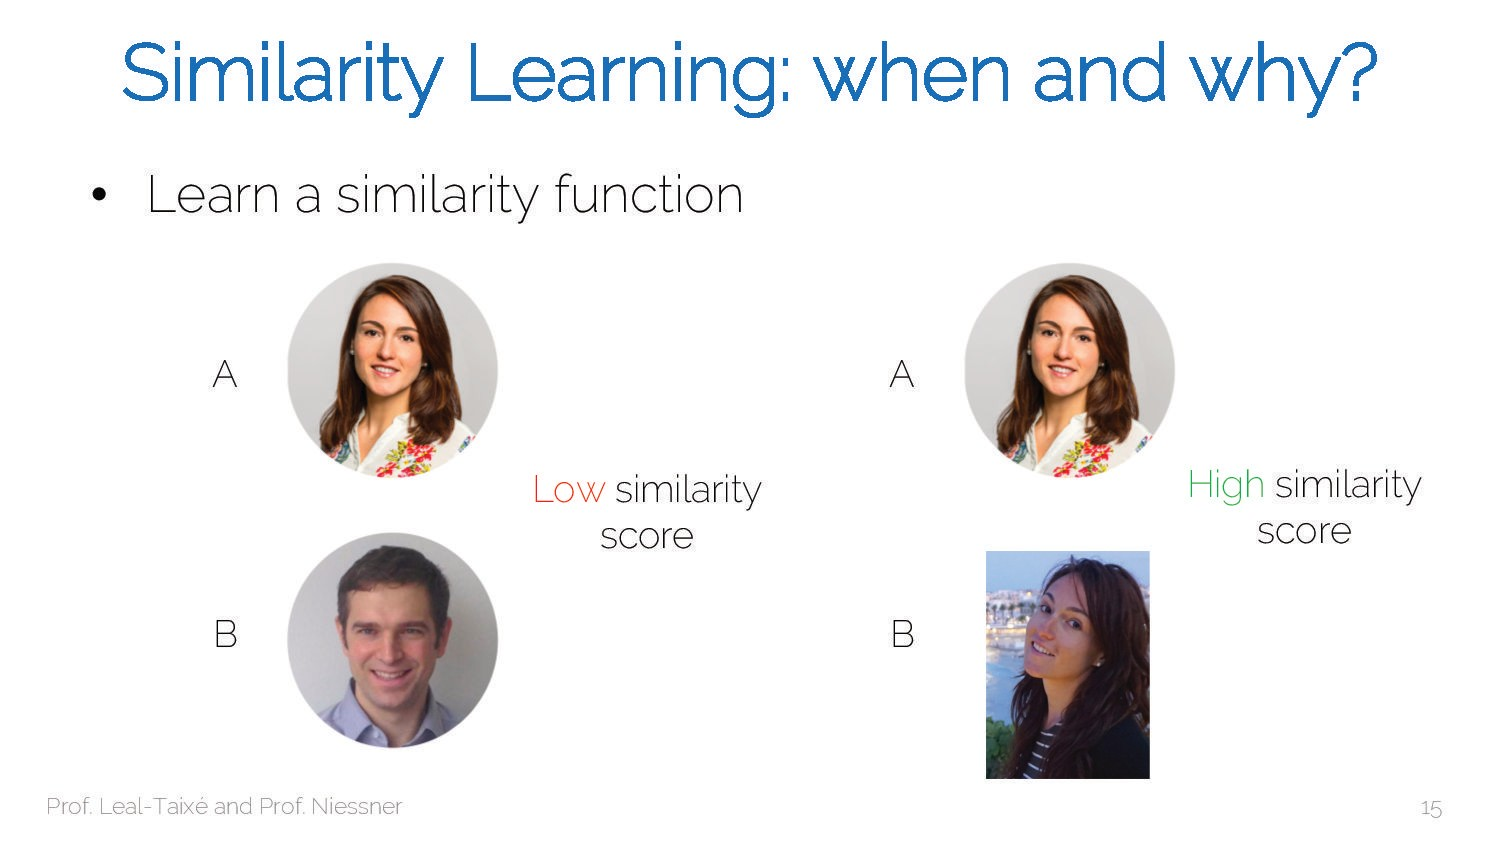 Similarity Learning: when and why?
• Learn a similarity function
A
Low similarity
score
B
A
High similarity
score
B
Prof. Leal-Taixé and Prof. Niessner
15